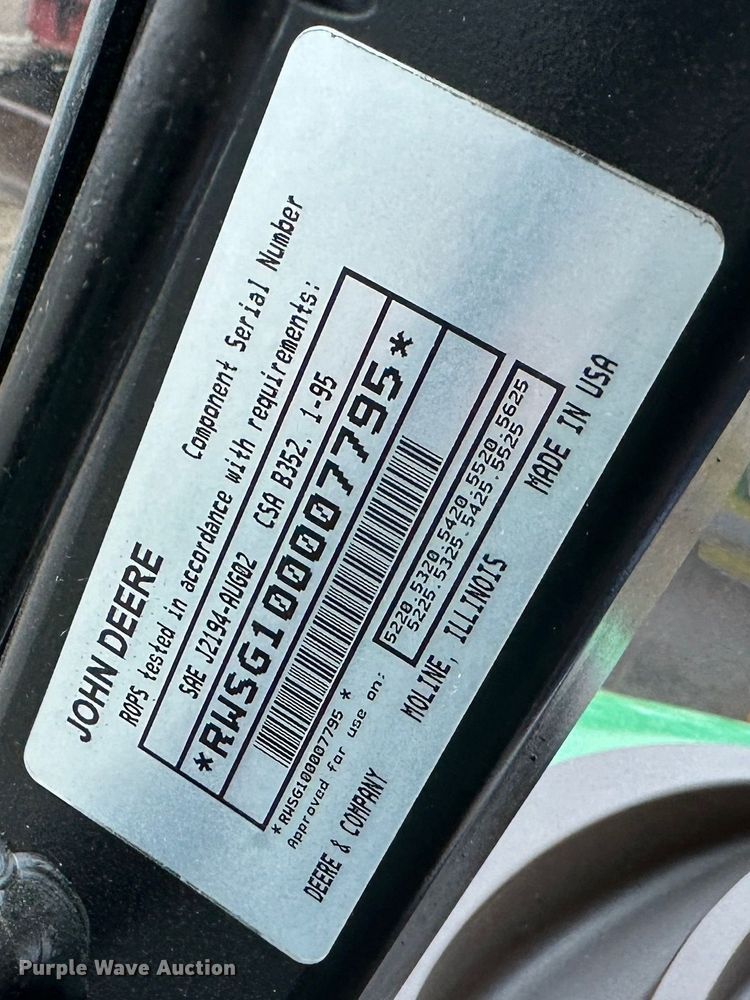 JOHN DEERE
Component Serial Number
ROPS tested in accordance with requirements:
SAE J2194-AUG02 CSA B352. 1-95
*RWSG100007795*
*RWSG100007795 *
Approved for use on:
5220.5320.5420.5520.5625
5225.5325.5425.5525
DEERE & COMPANY MOLINE, ILLINOIS MADE IN USA
Purple Wave Auction